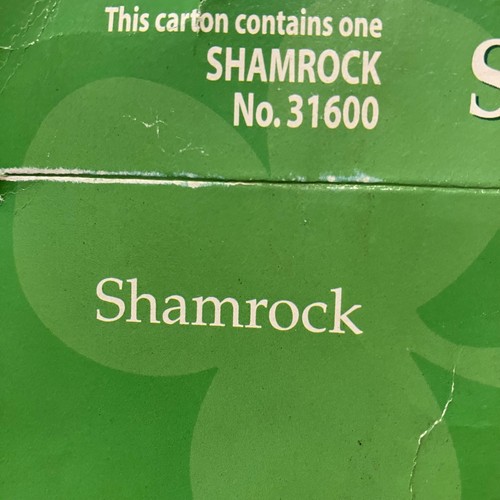 This carton contains one
SHAMROCK
No. 31600
S
Shamrock